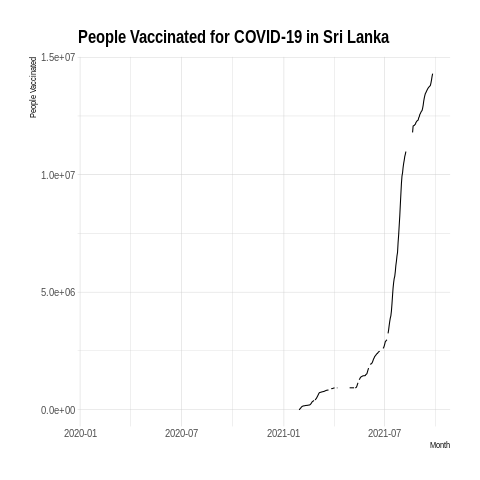 People Vaccinated for COVID-19 in Sri Lanka
People Vaccinated
1.5e+07
1.0e+07
5.0e+06
0.0e+00
2020-01 2020-07 2021-01 2021-07
Month